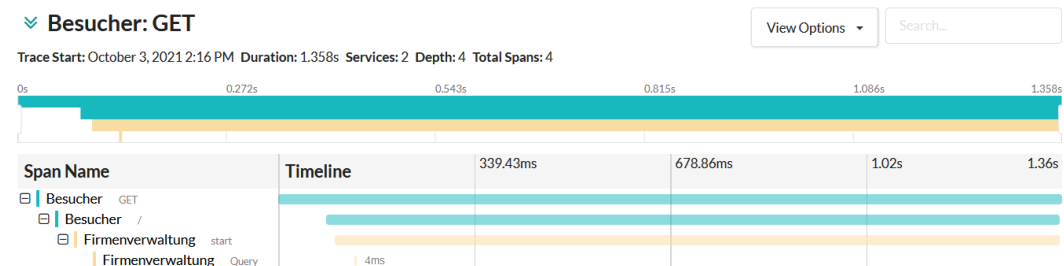 Besucher: GET
View Options
Search...
Trace Start: October 3, 2021 2:16 PM Duration: 1.358s Services: 2 Depth: 4 Total Spans: 4
0s 0.272s 0.543s 0.815s 1.086s 1.358s
Span Name Timeline 339.43ms 678.86ms 1.02s 1.36s
Besucher GET
Besucher /
Firmenverwaltung start
Firmenverwaltung Query 4ms